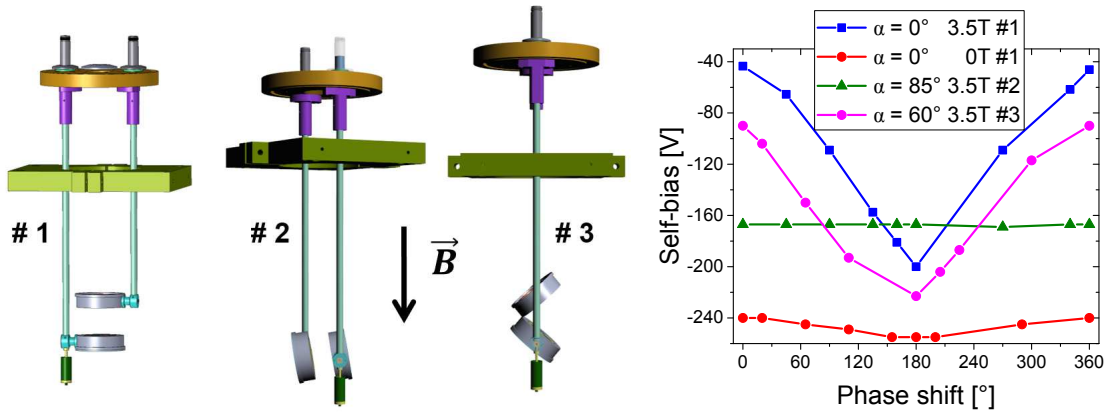 # 1
# 2
# 3
B
α = 0° 3.5T #1
α = 0° 0T #1
α = 85° 3.5T #2
α = 60° 3.5T #3
Self-bias [V]
-40
-80
-120
-160
-200
-240
0 60 120 180 240 300 360
Phase shift [°]